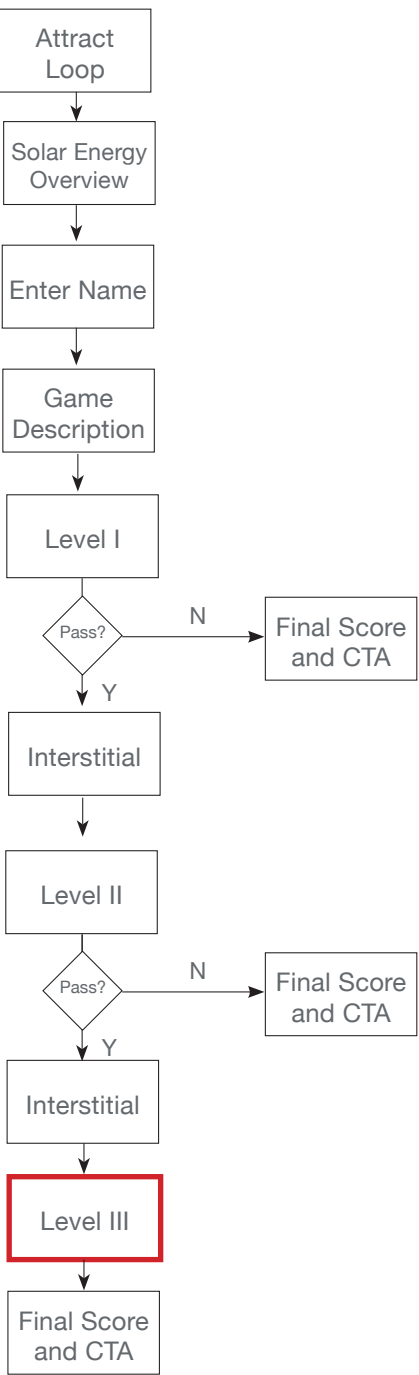 Attract
Loop
Solar Energy
Overview
Enter Name
Game
Description
Level I
Pass?
N
Final Score
and CTA
Y
Interstitial
Level II
Pass?
N
Final Score
and CTA
Y
Interstitial
Level III
Final Score
and CTA